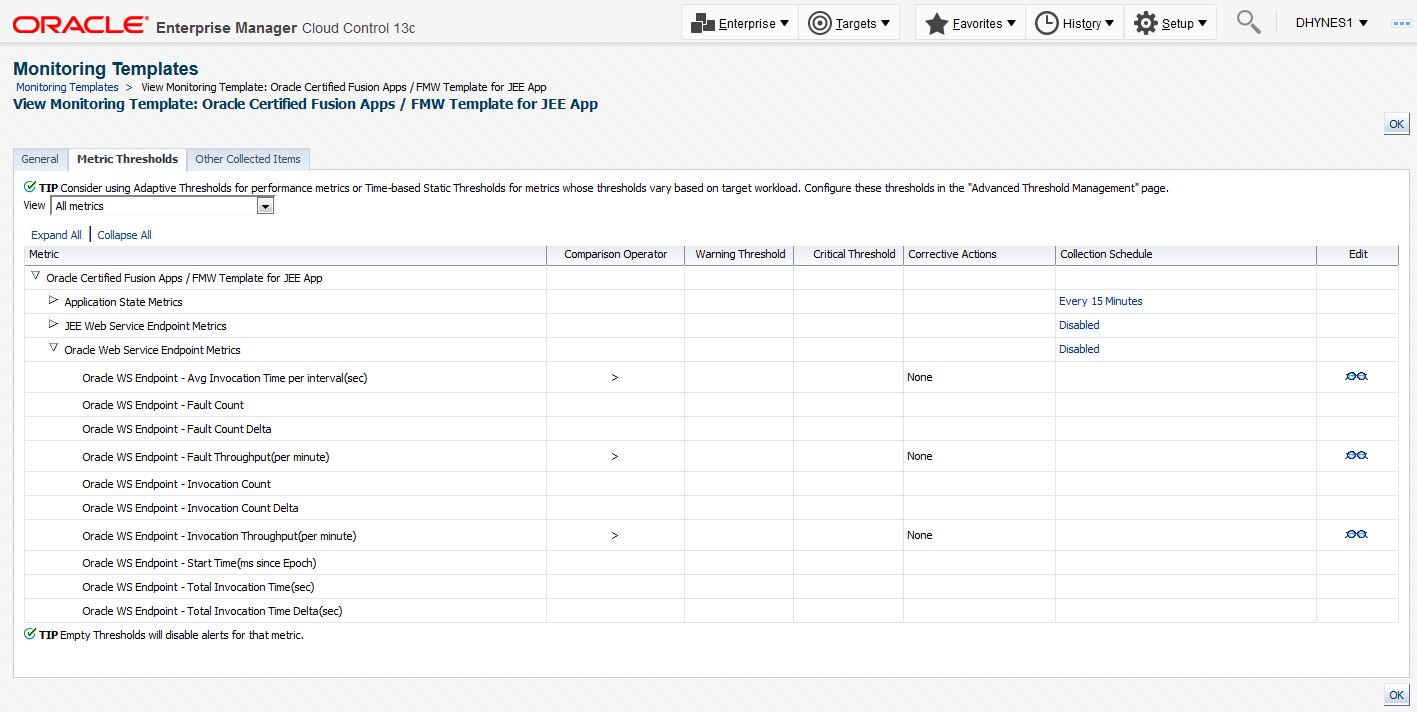 ORACLE® Enterprise Manager Cloud Control 13c Enterprise Targets Favorites History Setup DHYNES1
Monitoring Templates
Monitoring Templates > View Monitoring Template: Oracle Certified Fusion Apps / FMW Template for JEE App
View Monitoring Template: Oracle Certified Fusion Apps / FMW Template for JEE App
OK
General Metric Thresholds Other Collected Items
TIP Consider using Adaptive Thresholds for performance metrics or Time-based Static Thresholds for metrics whose thresholds vary based on target workload. Configure these thresholds in the "Advanced Threshold Management" page.
View All metrics
Expand All | Collapse All
Metric Comparison Operator Warning Threshold Critical Threshold Corrective Actions Collection Schedule Edit
Oracle Certified Fusion Apps / FMW Template for JEE App
Application State Metrics Every 15 Minutes
JEE Web Service Endpoint Metrics Disabled
Oracle Web Service Endpoint Metrics Disabled
Oracle WS Endpoint - Avg Invocation Time per interval(sec) > None
Oracle WS Endpoint - Fault Count
Oracle WS Endpoint - Fault Count Delta
Oracle WS Endpoint - Fault Throughput(per minute) > None
Oracle WS Endpoint - Invocation Count
Oracle WS Endpoint - Invocation Count Delta
Oracle WS Endpoint - Invocation Throughput(per minute) > None
Oracle WS Endpoint - Start Time(ms since Epoch)
Oracle WS Endpoint - Total Invocation Time(sec)
Oracle WS Endpoint - Total Invocation Time Delta(sec)
TIP Empty Thresholds will disable alerts for that metric.
OK